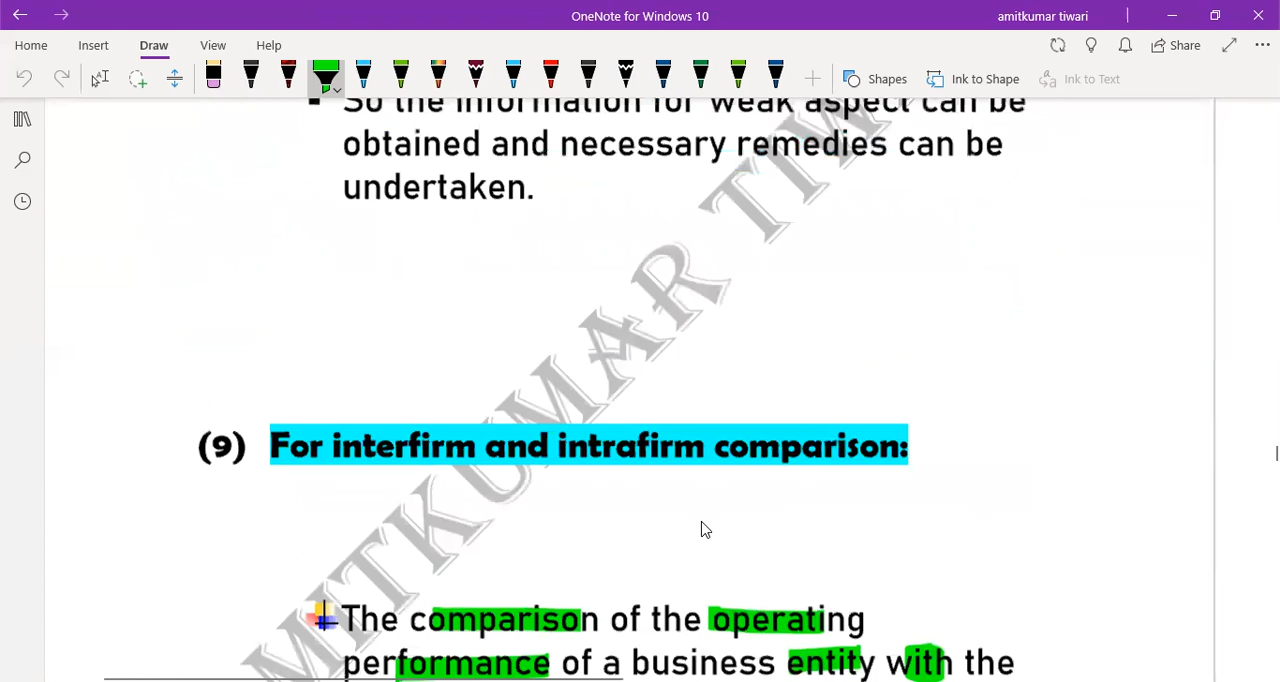 OneNote for Windows 10
amitkumar tiwari
Home Insert Draw View Help
Share
Shapes Ink to Shape Ink to Text
So the information for weak aspect can be
obtained and necessary remedies can be
undertaken.
(9) For interfirm and intrafirm comparison:
The comparison of the operating
performance of a business entity with the
MITKUMAR TIW